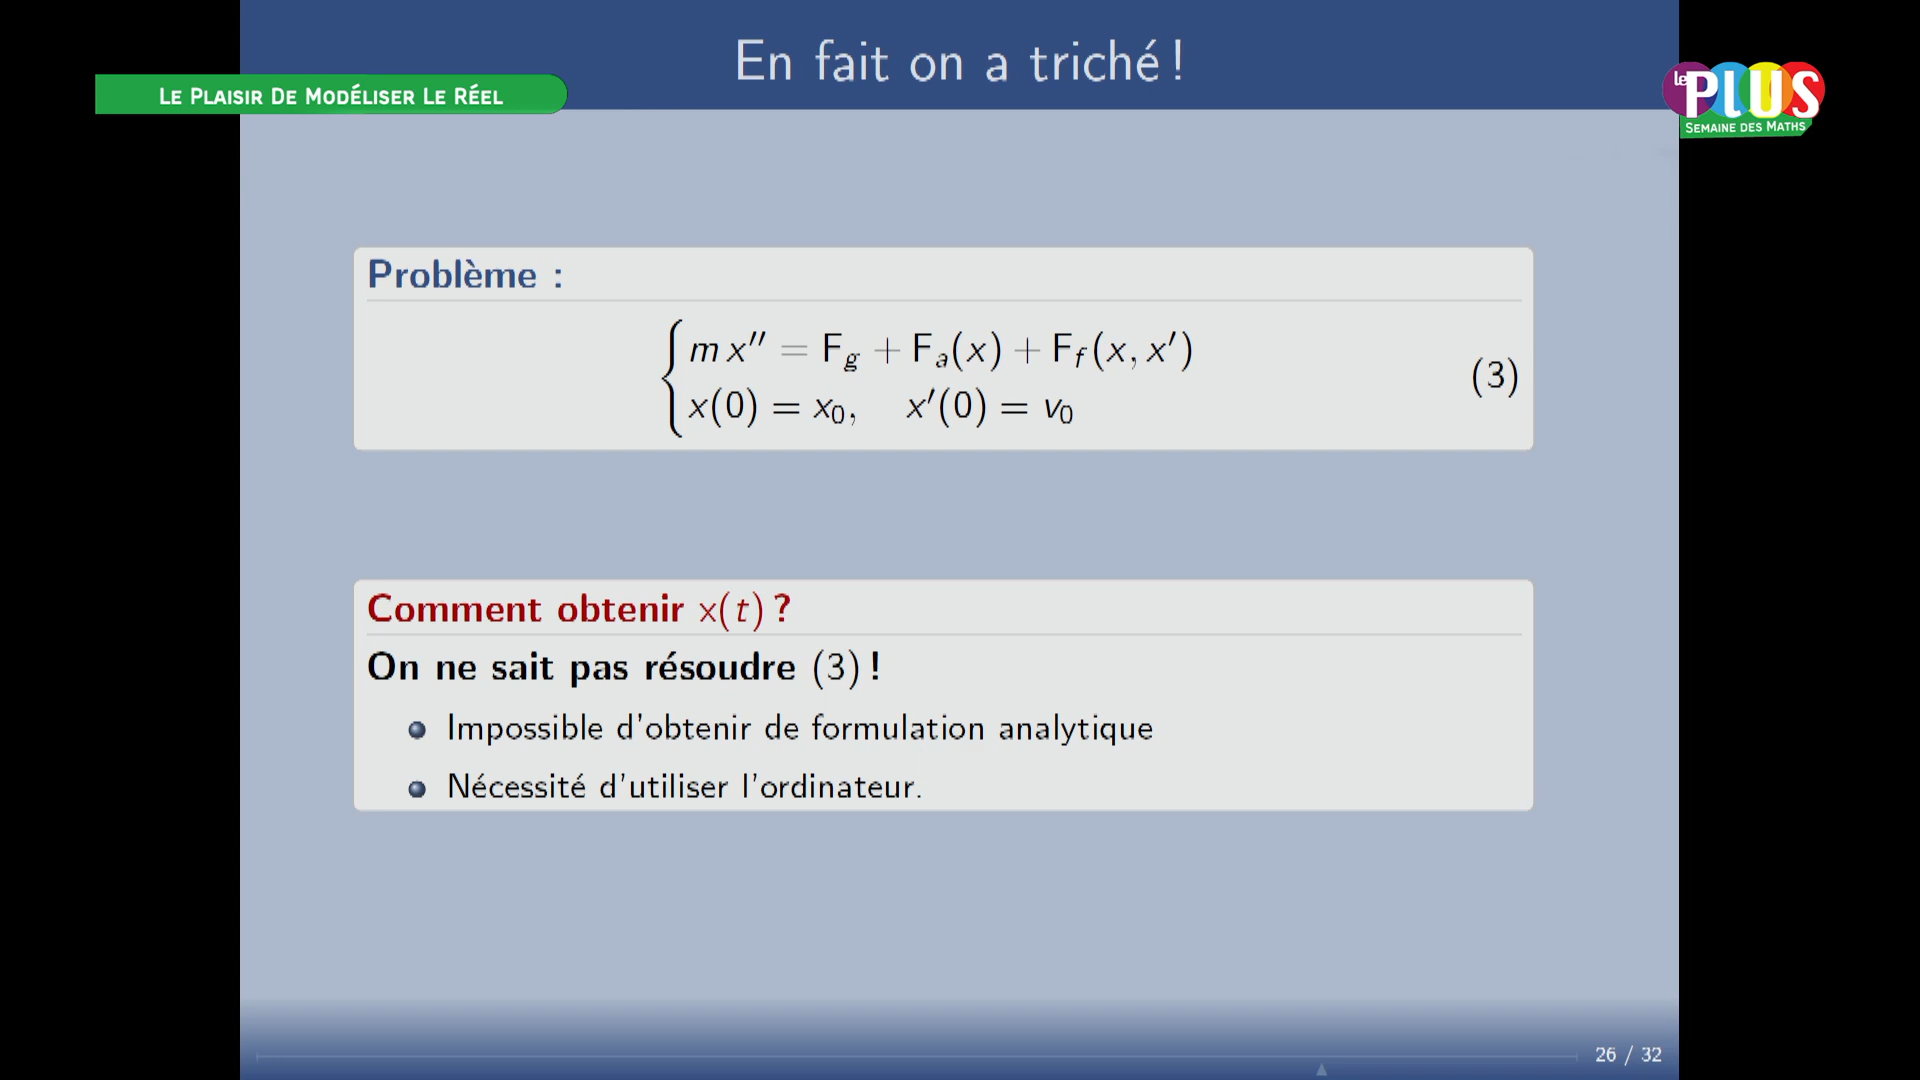 En fait on a triché !
LE PLAISIR DE MODÉLISER LE RÉEL
le PLUS
SEMAINE DES MATHS
Problème :
m x′′ = F_g + F_a(x) + F_f(x, x′)
x(0) = x₀, x′(0) = v₀
(3)
Comment obtenir x(t) ?
On ne sait pas résoudre (3) !
Impossible d'obtenir de formulation analytique
Nécessité d'utiliser l'ordinateur.
26 / 32